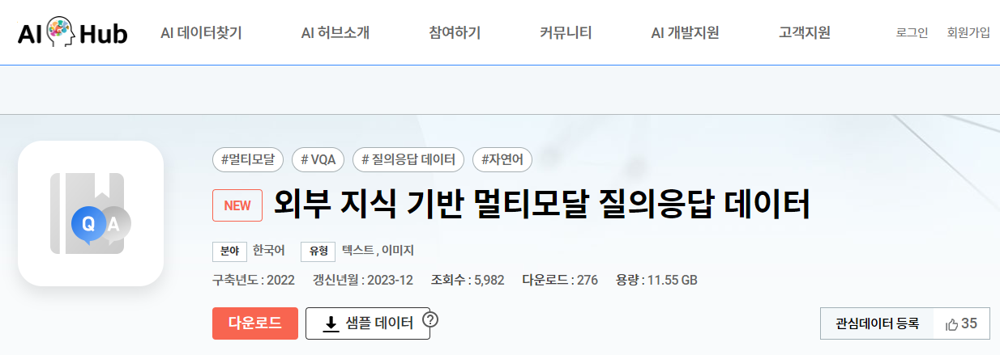 AI Hub AI 데이터찾기 AI 허브소개 참여하기 커뮤니티 AI 개발지원 고객지원 로그인 회원가입
#멀티모달 # VQA # 질의응답 데이터 #자연어
NEW 외부 지식 기반 멀티모달 질의응답 데이터
Q A
분야 한국어 유형 텍스트 , 이미지
구축년도 : 2022 갱신년월 : 2023-12 조회수 : 5,982 다운로드 : 276 용량 : 11.55 GB
다운로드 샘플 데이터 ? 관심데이터 등록 35